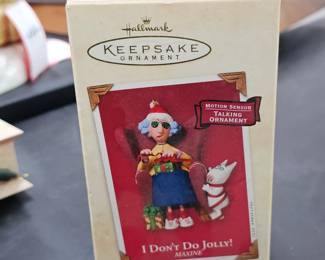 Hallmark
KEEPSAKE
ORNAMENT
MOTION SENSOR
TALKING
ORNAMENT
I DON'T DO JOLLY!
MAXINE